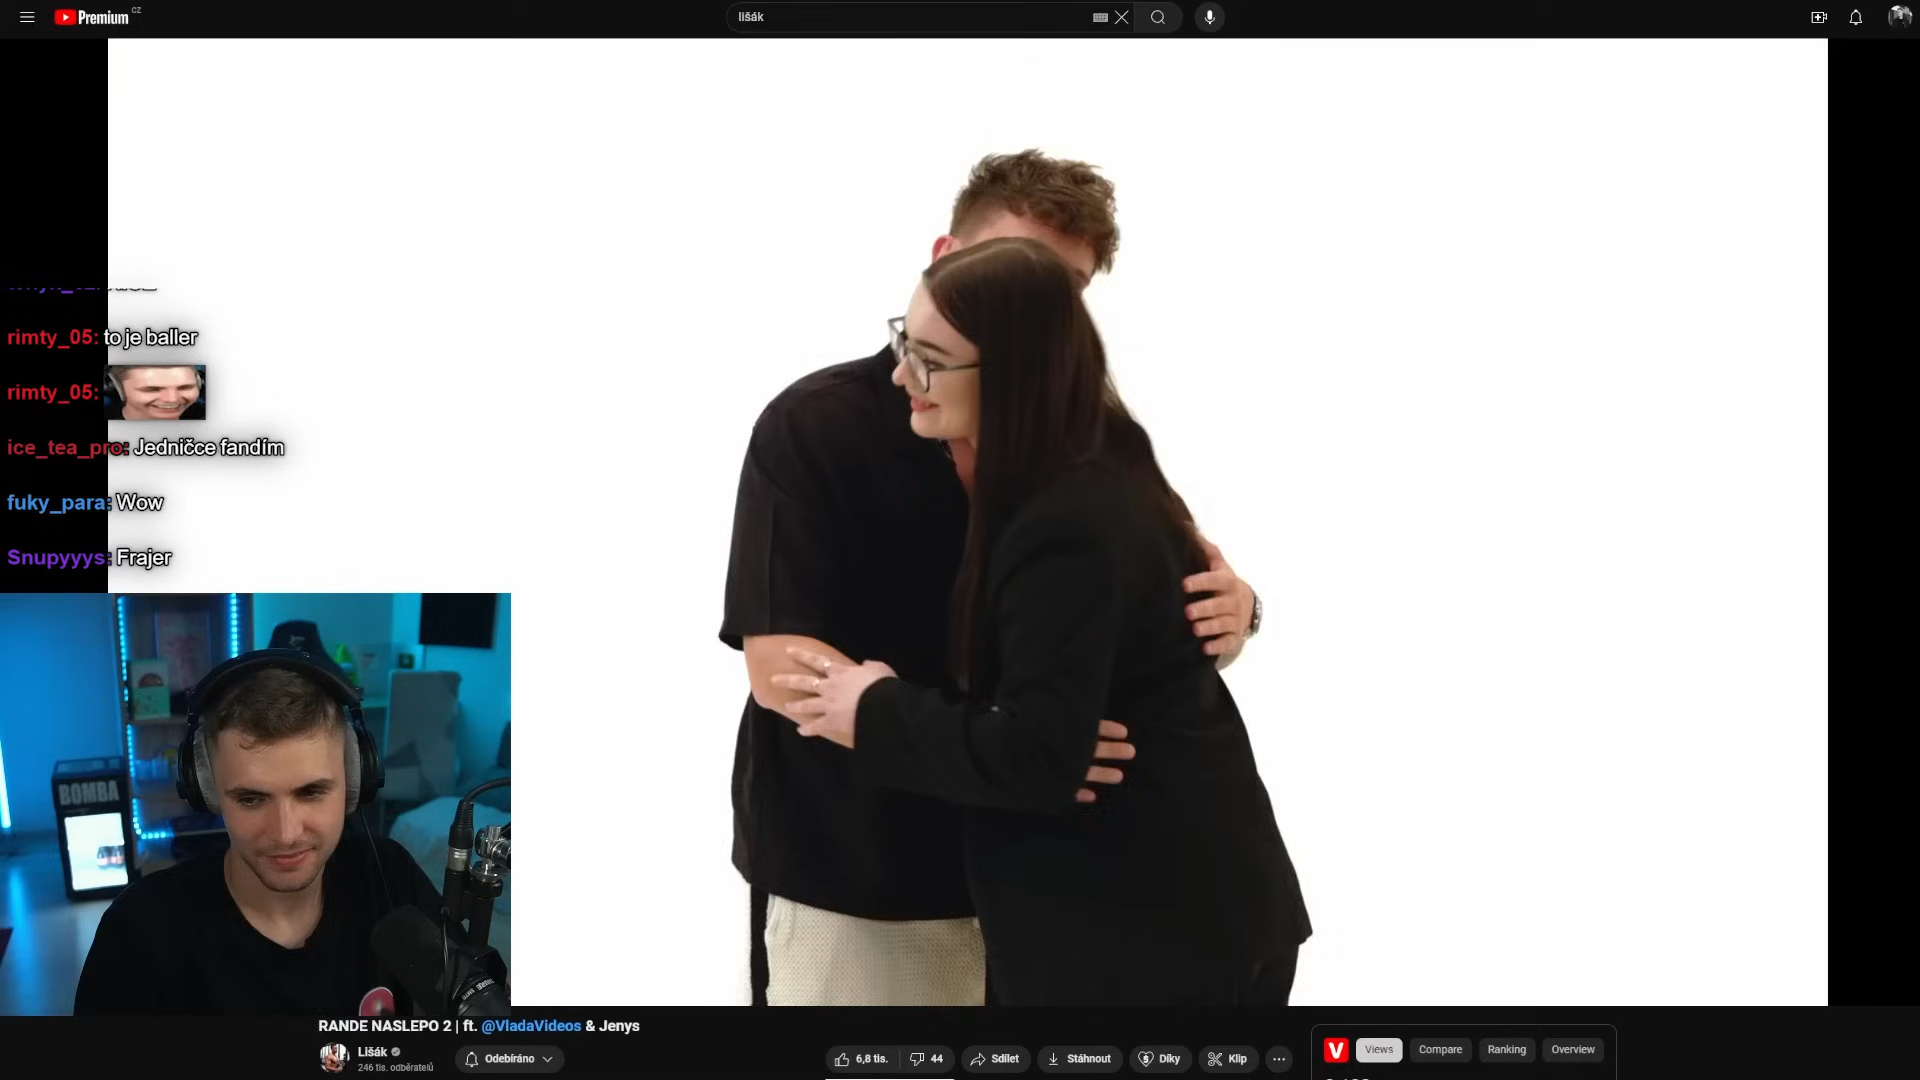 Premium CZ
lišák
rimty_05: to je baller
rimty_05:
ice_tea_pro: Jedničce fandím
fuky_para: Wow
Snupyyys: Frajer
BOMBA
RANDE NASLEPO 2 | ft. @VladaVideos & Jenys
Lišák
246 tis. odběratelů
Odebíráno
6,8 tis.
44
Sdílet
Stáhnout
Díky
Klip
Views
Compare
Ranking
Overview